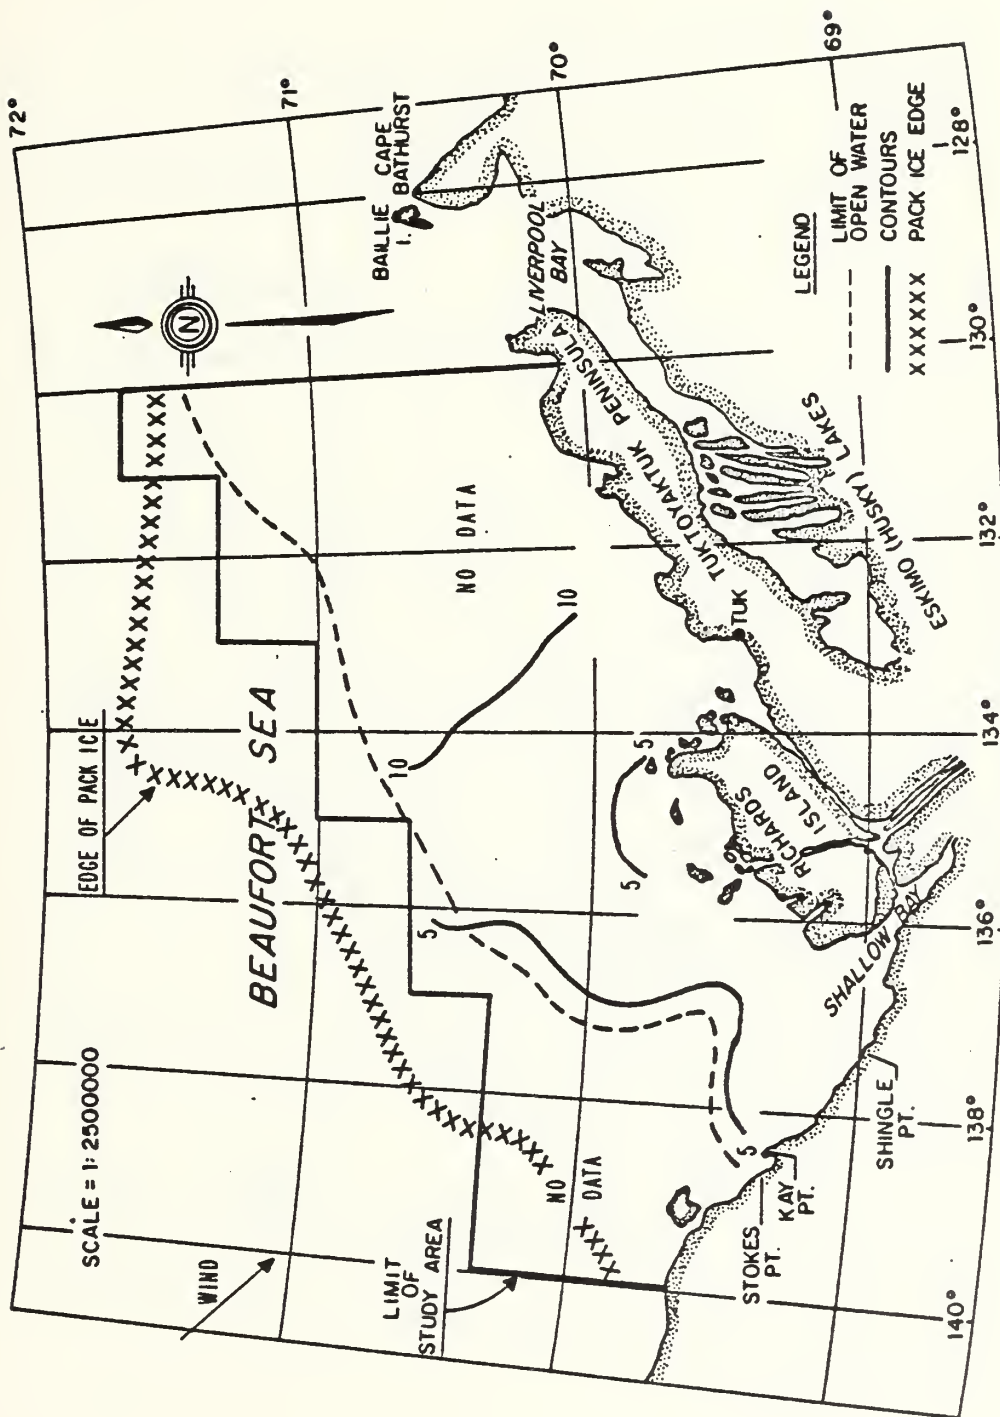 72°
71°
70°
69°
SCALE = 1: 2500000
WIND
EDGE OF PACK ICE
BEAUFORT SEA
N
BAILLIE
I.
CAPE
BATHURST
LIVERPOOL
BAY
LIMIT
OF
STUDY AREA
NO
DATA
NO DATA
5
5
10
10
5
5
TUKTOYAKTUK PENINSULA
TUK
RICHARDS
ISLAND
SHALLOW BAY
ESKIMO (HUSKY) LAKES
STOKES
PT.
KAY
PT.
SHINGLE
PT.
LEGEND
LIMIT OF
OPEN WATER
CONTOURS
XXXXXX PACK ICE EDGE
140°
138°
136°
134°
132°
130°
128°